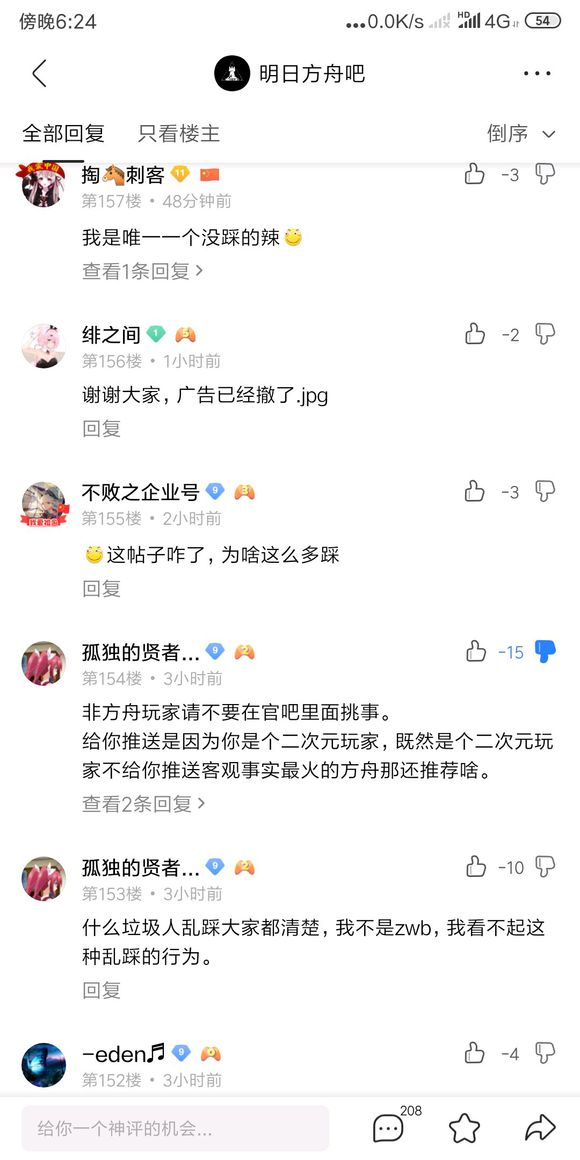 傍晚6:24
...0.0K/s HD 4G 54
明日方舟吧
全部回复 只看楼主 倒序
掏🐴刺客 11 -3
第157楼 • 48分钟前
我是唯一一个没踩的辣
查看1条回复
绯之间 1 5 -2
第156楼 • 1小时前
谢谢大家，广告已经撤了.jpg
回复
不败之企业号 9 3 -3
我爱祖国
第155楼 • 2小时前
这帖子咋了，为啥这么多踩
回复
孤独的贤者... 9 2 -15
第154楼 • 3小时前
非方舟玩家请不要在官吧里面挑事。
给你推送是因为你是个二次元玩家，既然是个二次元玩
家不给你推送客观事实最火的方舟那还推荐啥。
查看2条回复
孤独的贤者... 9 2 -10
第153楼 • 3小时前
什么垃圾人乱踩大家都清楚，我不是zwb，我看不起这
种乱踩的行为。
回复
-eden🎵 9 -4
第152楼 • 3小时前
给你一个神评的机会...
208